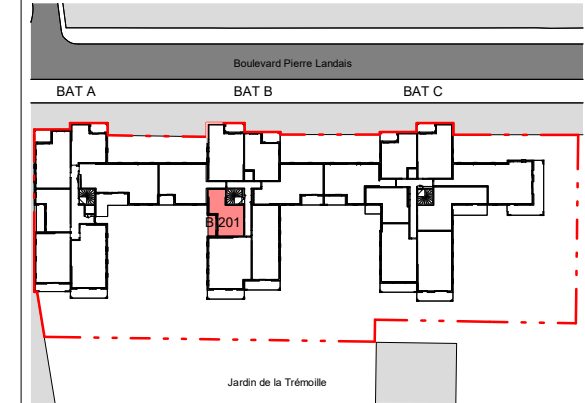 Boulevard Pierre Landais
BAT A BAT B BAT C
B 201
Jardin de la Trémoille